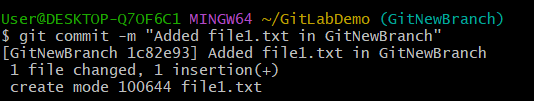 User@DESKTOP-Q7OF6C1 MINGW64 ~/GitLabDemo (GitNewBranch)
$ git commit -m "Added file1.txt in GitNewBranch"
[GitNewBranch 1c82e93] Added file1.txt in GitNewBranch
1 file changed, 1 insertion(+)
create mode 100644 file1.txt